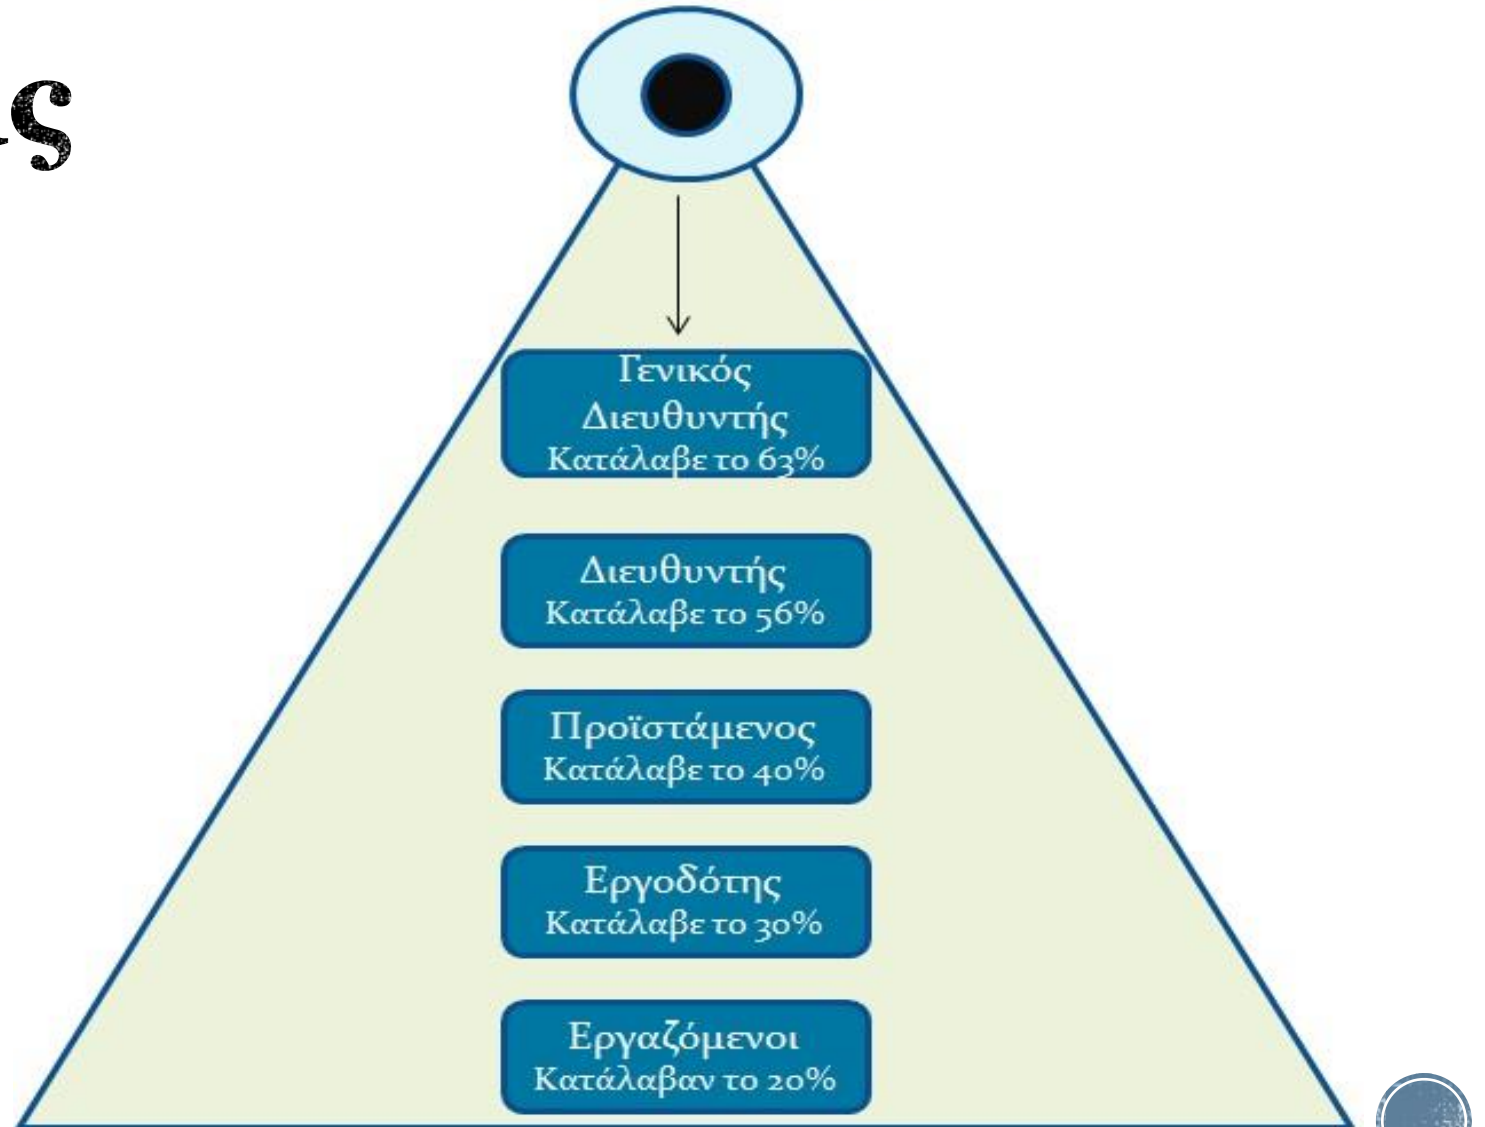 Γενικός
Διευθυντής
Κατάλαβε το 63%
Διευθυντής
Κατάλαβε το 56%
Προϊστάμενος
Κατάλαβε το 40%
Εργοδότης
Κατάλαβε το 30%
Εργαζόμενοι
Κατάλαβαν το 20%